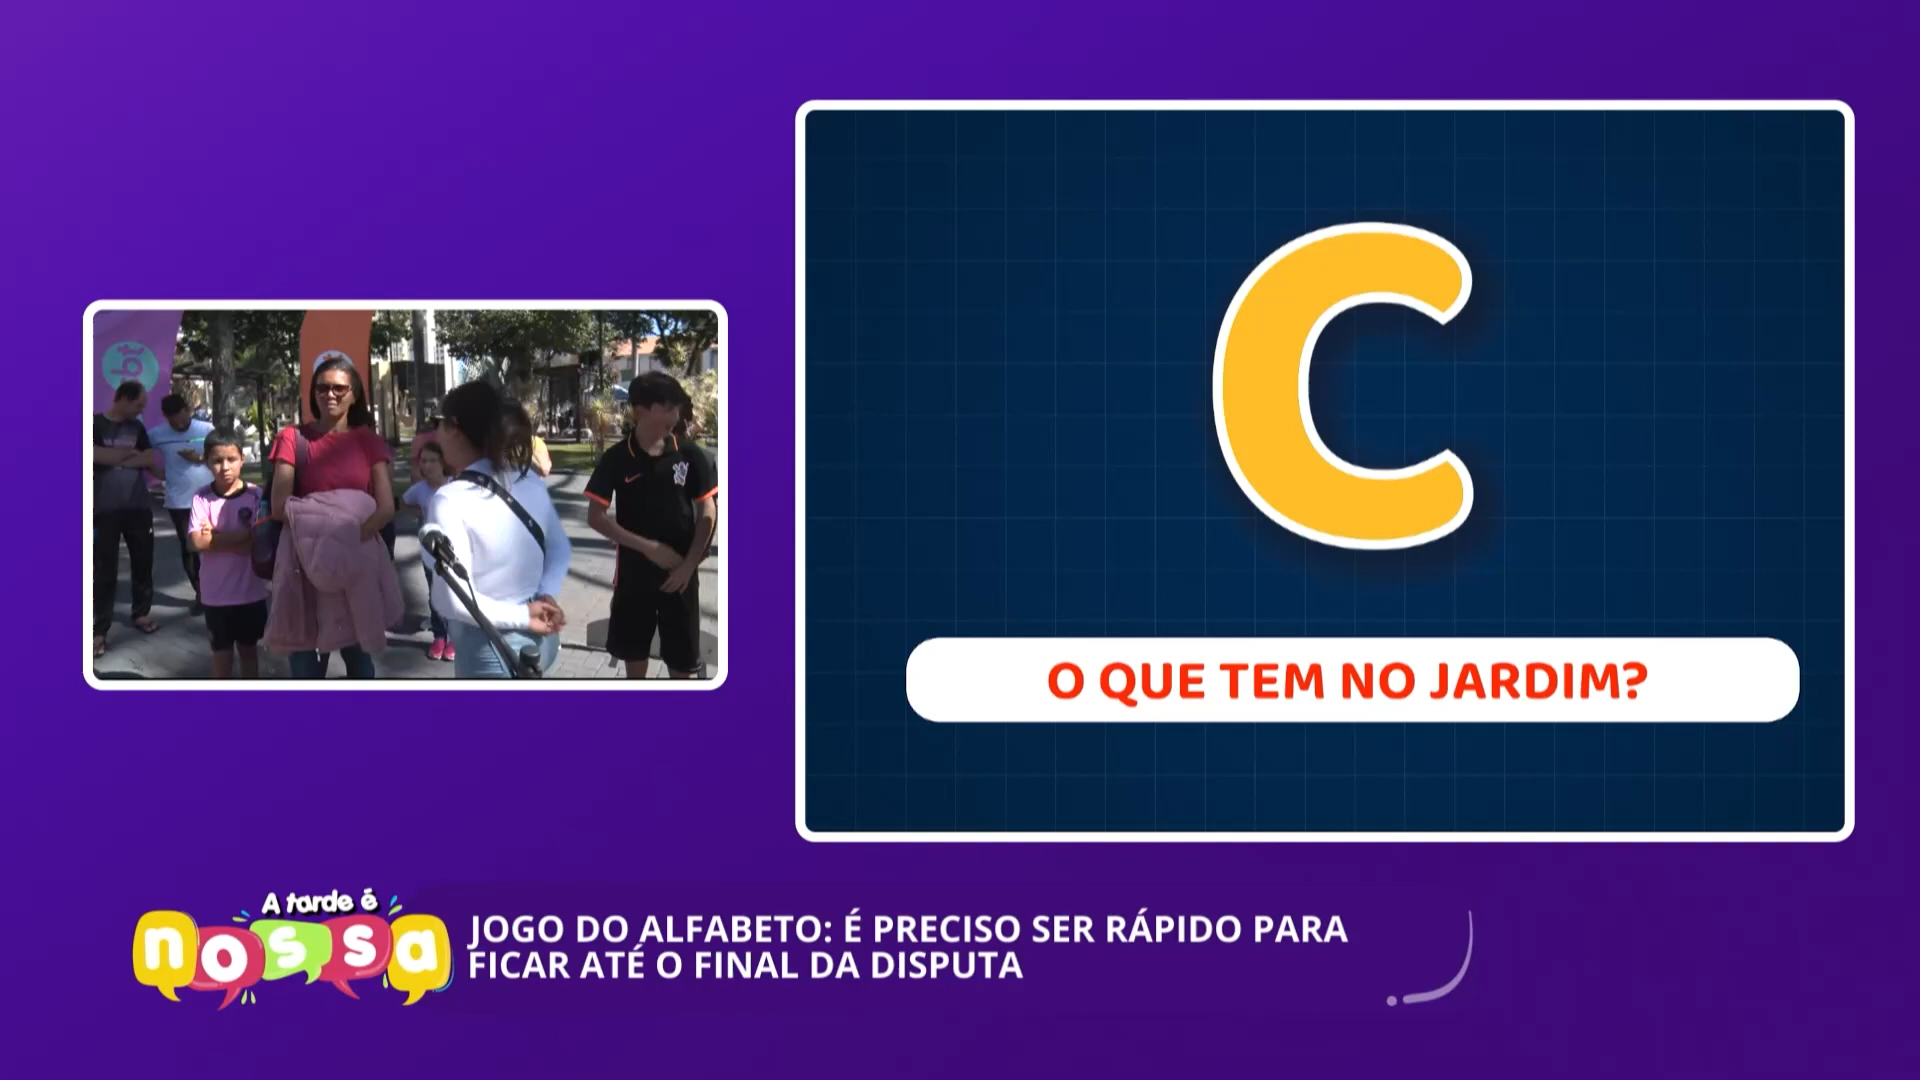 C
O QUE TEM NO JARDIM?
A tarde é
nossa
JOGO DO ALFABETO: É PRECISO SER RÁPIDO PARA
FICAR ATÉ O FINAL DA DISPUTA